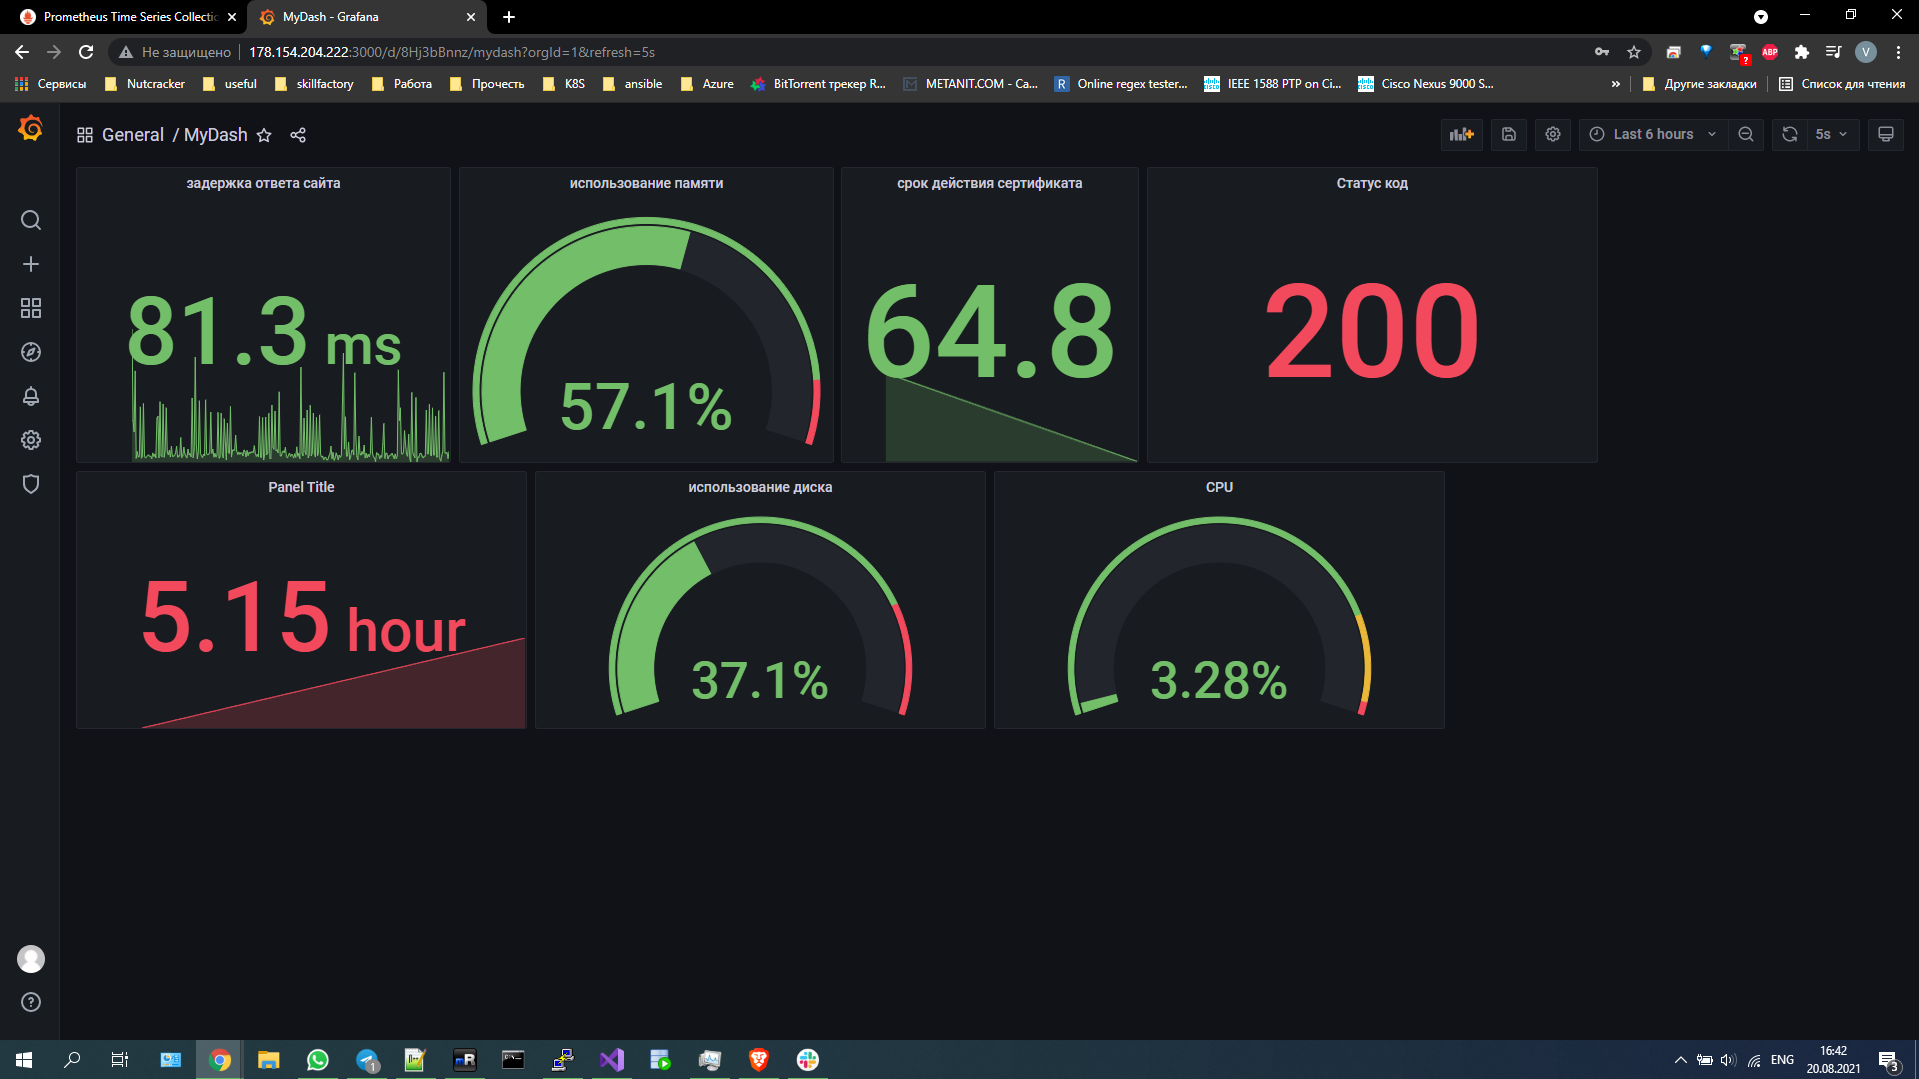 Prometheus Time Series Collectic
MyDash - Grafana
Не защищено
178.154.204.222:3000/d/8Hj3bBnnz/mydash?orgId=1&refresh=5s
ABP
?
V
Сервисы
Nutcracker
useful
skillfactory
Работа
Прочесть
K8S
ansible
Azure
BitTorrent трекер R...
METANIT.COM - Ca...
R
Online regex tester...
IEEE 1588 PTP on Ci...
Cisco Nexus 9000 S...
»
Другие закладки
Список для чтения
General / MyDash
Last 6 hours
5s
задержка ответа сайта
81.3 ms
использование памяти
57.1%
срок действия сертификата
64.8
Статус код
200
Panel Title
5.15 hour
использование диска
37.1%
CPU
3.28%
1
ENG
16:42
20.08.2021
3